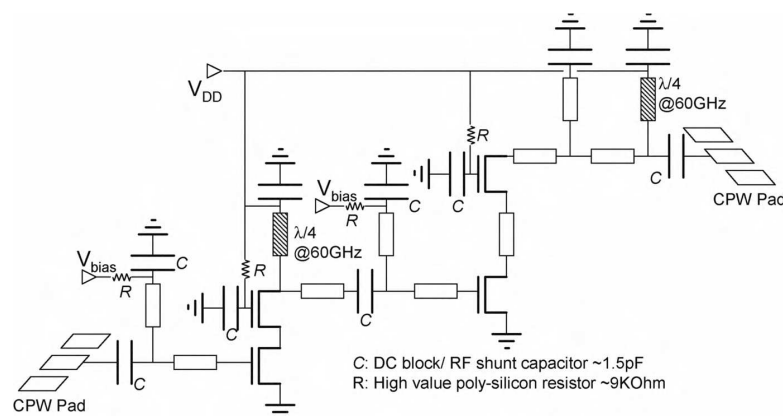 V_DD
λ/4
@60GHz
R
C
CPW Pad
V_bias
R
C
C
λ/4
@60GHz
V_bias
C
R
R
C
C
C
CPW Pad
C: DC block/ RF shunt capacitor ~1.5pF
R: High value poly-silicon resistor ~9KOhm